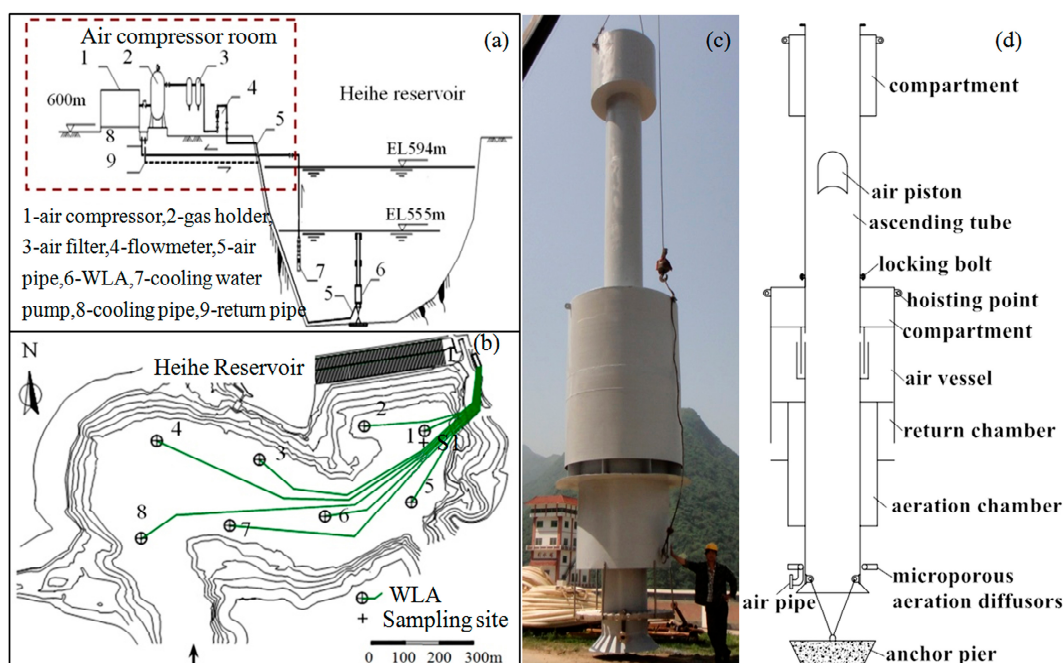 Air compressor room
(a)
1
2
3
4
5
600m
8
9
Heihe reservoir
EL594m
EL555m
7
6
5
1-air compressor,2-gas holder,
3-air filter,4-flowmeter,5-air
pipe,6-WLA,7-cooling water
pump,8-cooling pipe,9-return pipe
(b)
N
Heihe Reservoir
2
1
4
3
5
6
7
8
WLA
Sampling site
0 100 200 300m
(c)
(d)
compartment
air piston
ascending tube
locking bolt
hoisting point
compartment
air vessel
return chamber
aeration chamber
microporous
aeration diffusors
air pipe
anchor pier